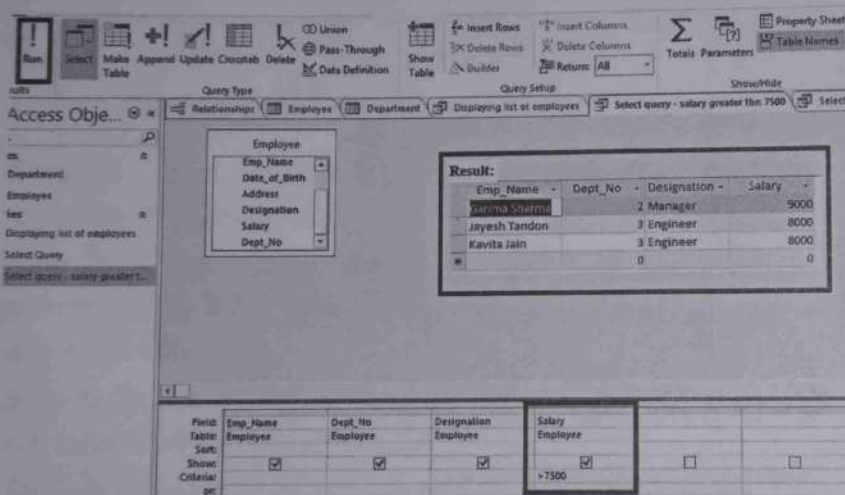 Run
Select
Make Table
Append
Update
Crosstab
Delete
Union
Pass-Through
Data Definition
Show Table
Insert Rows
Delete Rows
Builder
Insert Columns
Delete Columns
Return: All
Totals
Parameters
Property Sheet
Table Names
Query Type
Query Setup
Show/Hide
Access Obje...
Relationships
Employee
Department
Displaying list of employees
Select query - salary greater thn 7500
Select
Department
Employee
Displaying list of employees
Select Query
Select query - salary greater t...
Employee
Emp_Name
Date_of_Birth
Address
Designation
Salary
Dept_No
Result:
Emp_Name Dept_No Designation Salary
Garima Sharma 2 Manager 9000
Jayesh Tandon 3 Engineer 8000
Kavita Jain 3 Engineer 8000
0 0
Field: Emp_Name Dept_No Designation Salary
Table: Employee Employee Employee Employee
Sort:
Show:
Criteria: >7500
or: